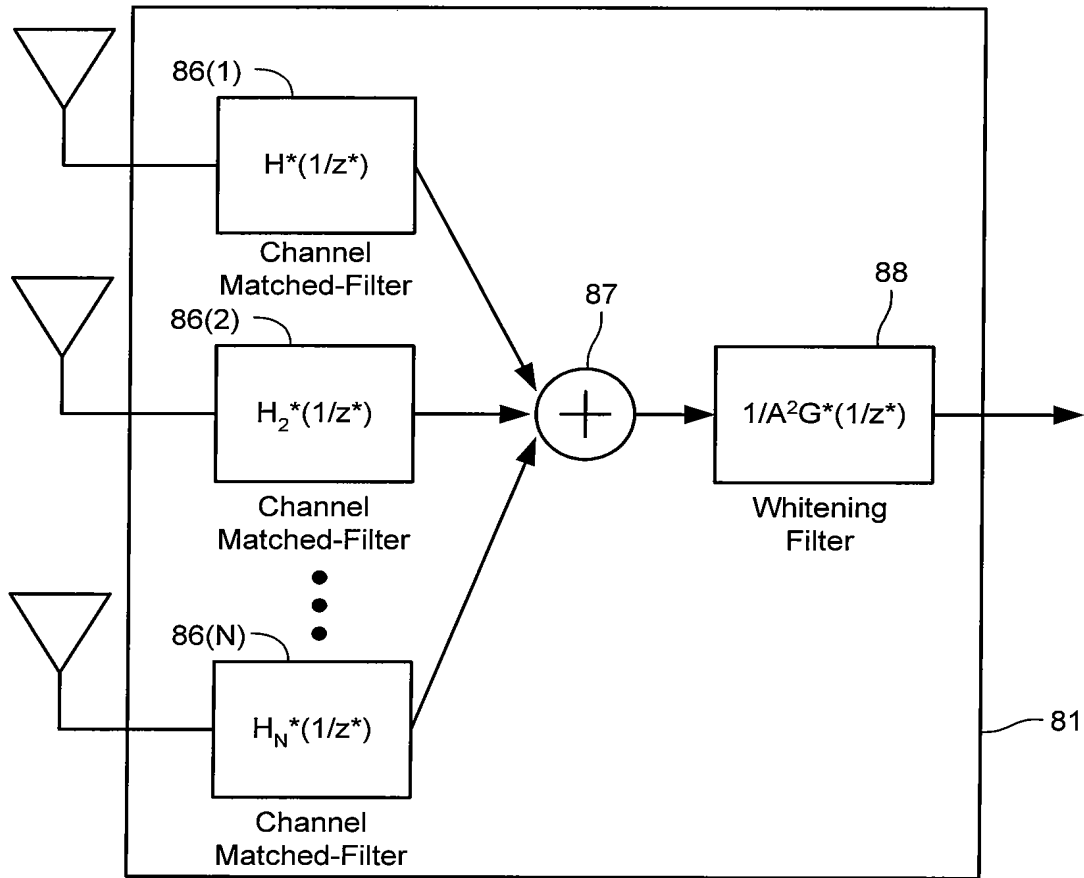 86(1)
H*(1/z*)
Channel
Matched-Filter
86(2)
H₂*(1/z*)
Channel
Matched-Filter
86(N)
H_N*(1/z*)
Channel
Matched-Filter
87
+
88
1/A²G*(1/z*)
Whitening
Filter
81